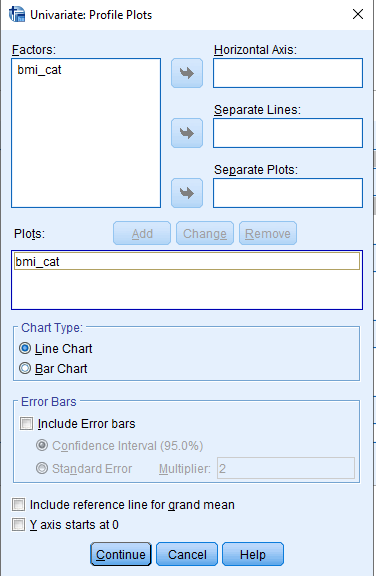 Univariate: Profile Plots
Factors:
bmi_cat
Horizontal Axis:
Separate Lines:
Separate Plots:
Plots:
Add
Change
Remove
bmi_cat
Chart Type:
Line Chart
Bar Chart
Error Bars
Include Error bars
Confidence Interval (95.0%)
Standard Error
Multiplier:
2
Include reference line for grand mean
Y axis starts at 0
Continue
Cancel
Help